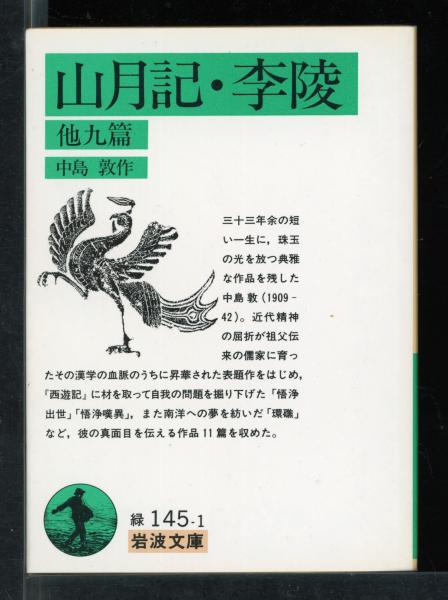 山月記・李陵
他九篇
中島 敦作
三十三年余の短
い一生に，珠玉
の光を放つ典雅
な作品を残した
中島敦（1909－
42）。近代精神
の屈折が祖父伝
来の儒家に育っ
たその漢学の血脈のうちに昇華された表題作をはじめ，
『西遊記』に材を取って自我の問題を掘り下げた「悟浄
出世」「悟浄嘆異」，また南洋への夢を紡いだ「環礁」
など，彼の真面目を伝える作品11篇を収めた。
緑 145-1
岩波文庫